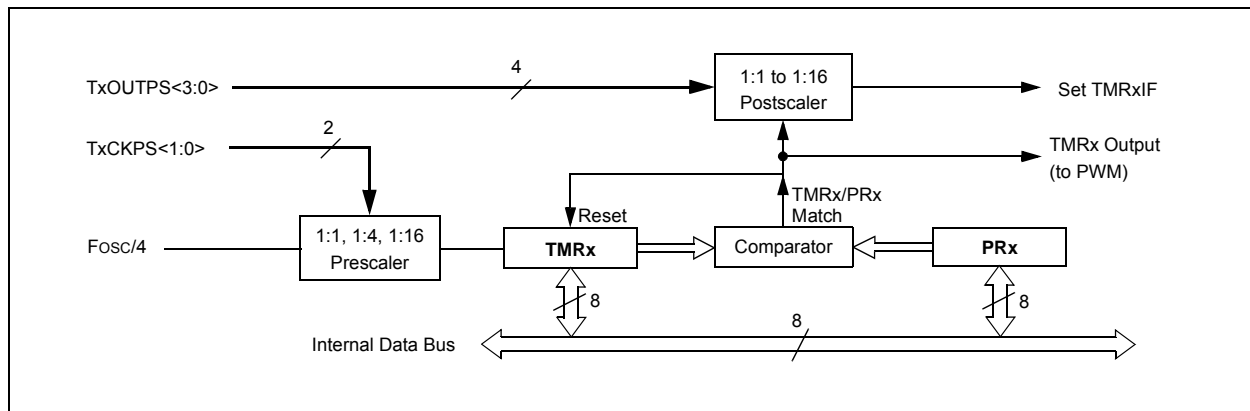 TxOUTPS<3:0>
4
1:1 to 1:16
Postscaler
Set TMRxIF
TxCKPS<1:0>
2
TMRx Output
(to PWM)
TMRx/PRx
Match
Reset
FOSC/4
1:1, 1:4, 1:16
Prescaler
TMRx
Comparator
PRx
8
8
8
Internal Data Bus